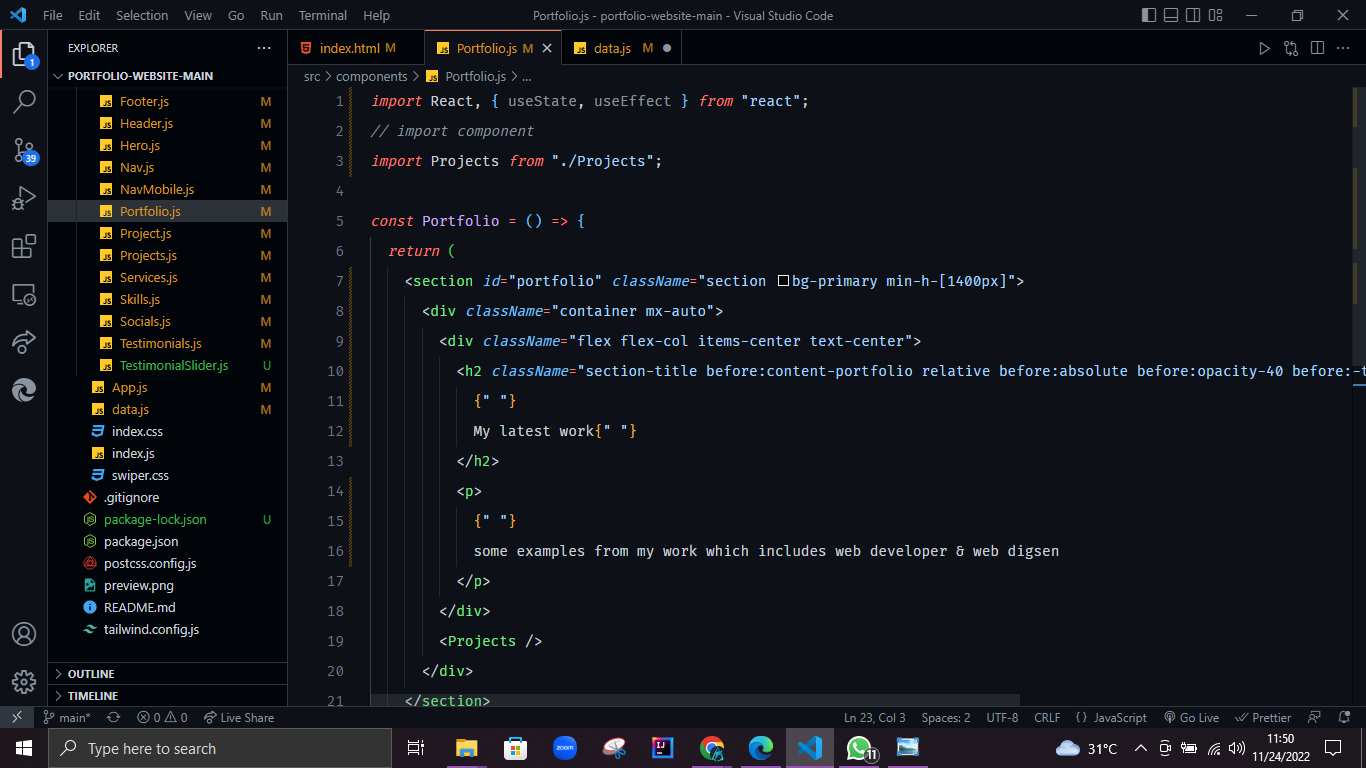 File Edit Selection View Go Run Terminal Help Portfolio.js - portfolio-website-main - Visual Studio Code
EXPLORER ...
index.html M Portfolio.js M data.js M
PORTFOLIO-WEBSITE-MAIN
src > components > Portfolio.js > ...
1
39
Footer.js M
Header.js M
Hero.js M
Nav.js M
NavMobile.js M
Portfolio.js M
Project.js M
Projects.js M
Services.js M
Skills.js M
Socials.js M
Testimonials.js M
TestimonialSlider.js U
App.js M
data.js M
index.css
index.js
swiper.css
.gitignore
package-lock.json U
package.json
postcss.config.js
preview.png
README.md
tailwind.config.js
OUTLINE
TIMELINE
1 import React, { useState, useEffect } from "react";
2 // import component
3 import Projects from "./Projects";
4
5 const Portfolio = () => {
6 return (
7 <section id="portfolio" className="section bg-primary min-h-[1400px]">
8 <div className="container mx-auto">
9 <div className="flex flex-col items-center text-center">
10 <h2 className="section-title before:content-portfolio relative before:absolute before:opacity-40 before:-t
11 {" "}
12 My latest work{" "}
13 </h2>
14 <p>
15 {" "}
16 some examples from my work which includes web developer & web digsen
17 </p>
18 </div>
19 <Projects />
20 </div>
21 </section>
main* 0 0 Live Share Ln 23, Col 3 Spaces: 2 UTF-8 CRLF {} JavaScript Go Live Prettier
Type here to search zoom IJ 11 31°C 11:50
11/24/2022